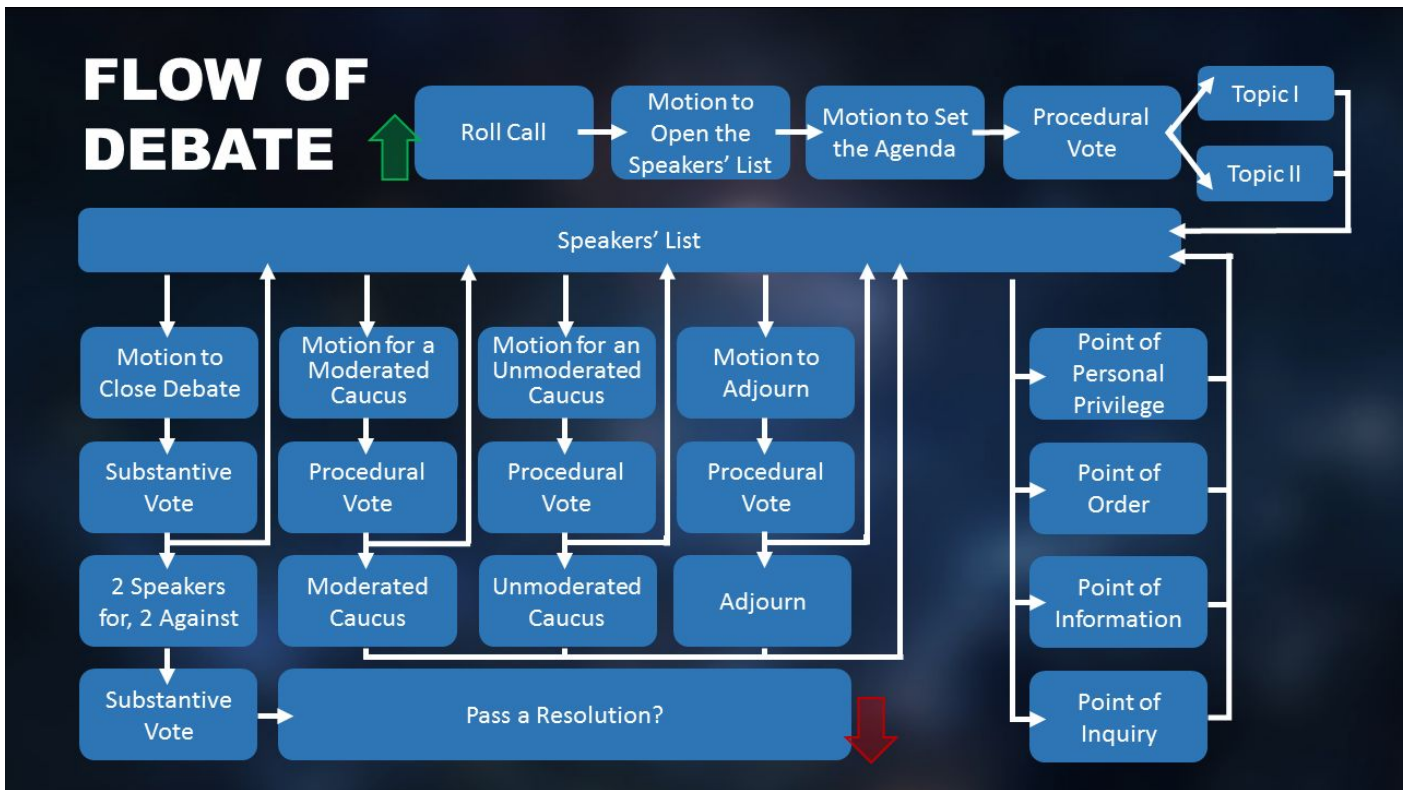 FLOW OF
DEBATE
Roll Call
Motion to
Open the
Speakers’ List
Motion to Set
the Agenda
Procedural
Vote
Topic I
Topic II
Speakers’ List
Motion to
Close Debate
Motion for a
Moderated
Caucus
Motion for an
Unmoderated
Caucus
Motion to
Adjourn
Point of
Personal
Privilege
Substantive
Vote
Procedural
Vote
Procedural
Vote
Procedural
Vote
Point of
Order
2 Speakers
for, 2 Against
Moderated
Caucus
Unmoderated
Caucus
Adjourn
Point of
Information
Substantive
Vote
Pass a Resolution?
Point of
Inquiry